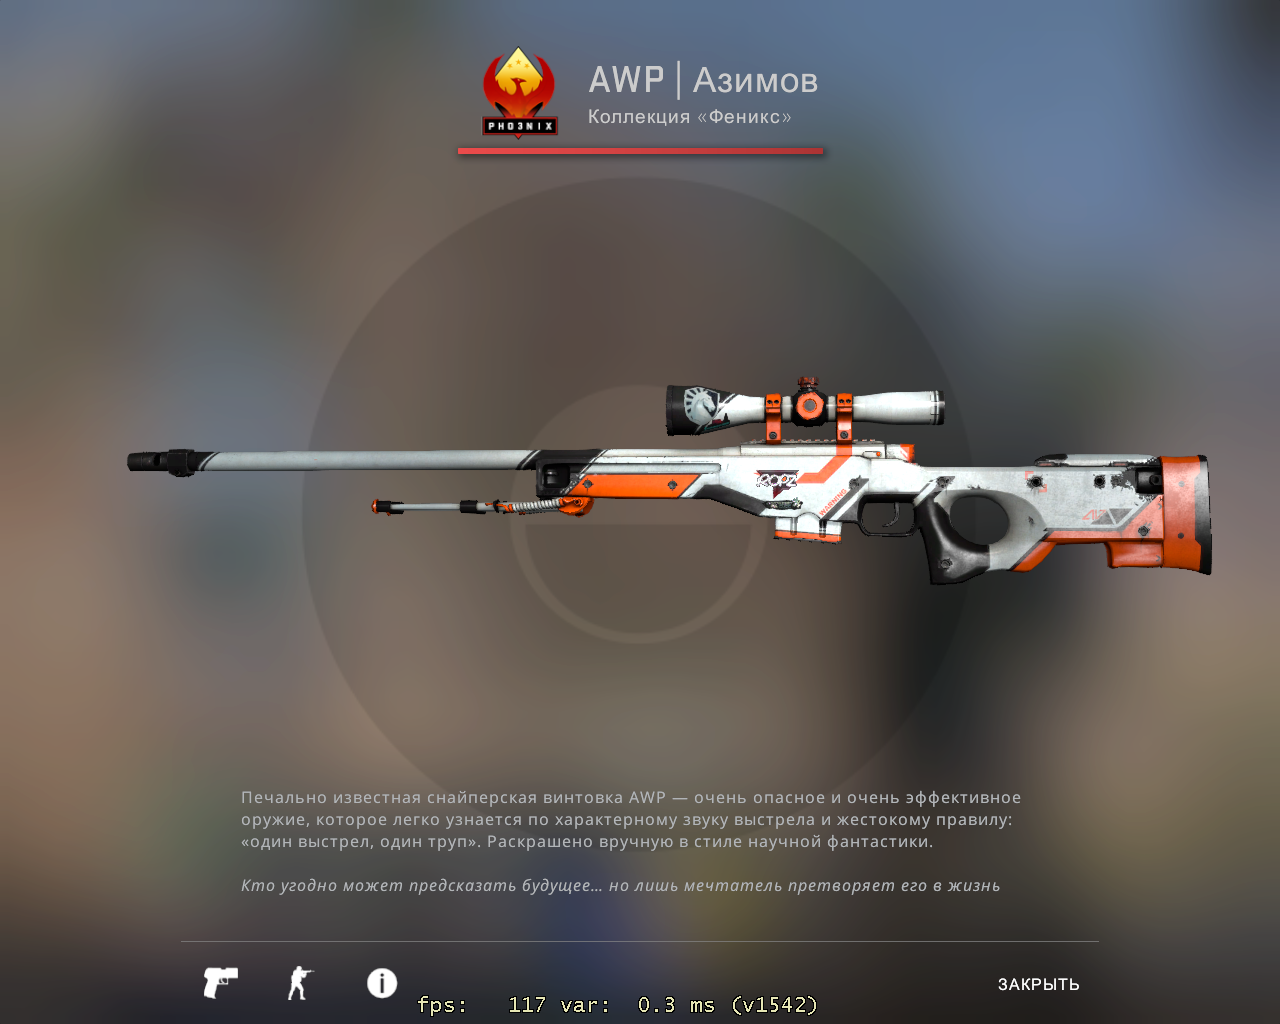 AWP | Азимов
Коллекция «Феникс»
PHO3NIX
WARNING
Печально известная снайперская винтовка AWP — очень опасное и очень эффективное
оружие, которое легко узнается по характерному звуку выстрела и жестокому правилу:
«один выстрел, один труп». Раскрашено вручную в стиле научной фантастики.
Кто угодно может предсказать будущее… но лишь мечтатель претворяет его в жизнь
ЗАКРЫТЬ
fps: 117 var: 0.3 ms (v1542)